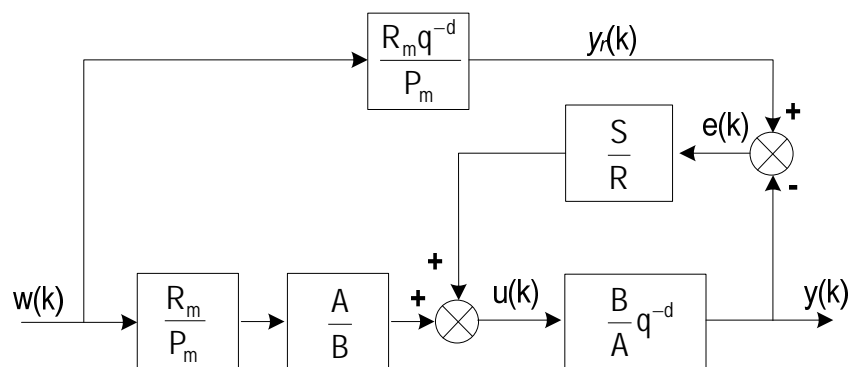 R_m q^{-d}
P_m
y_r(k)
+
e(k)
S
R
-
+
w(k)
R_m
P_m
A
B
+
u(k)
B
A
q^{-d}
y(k)